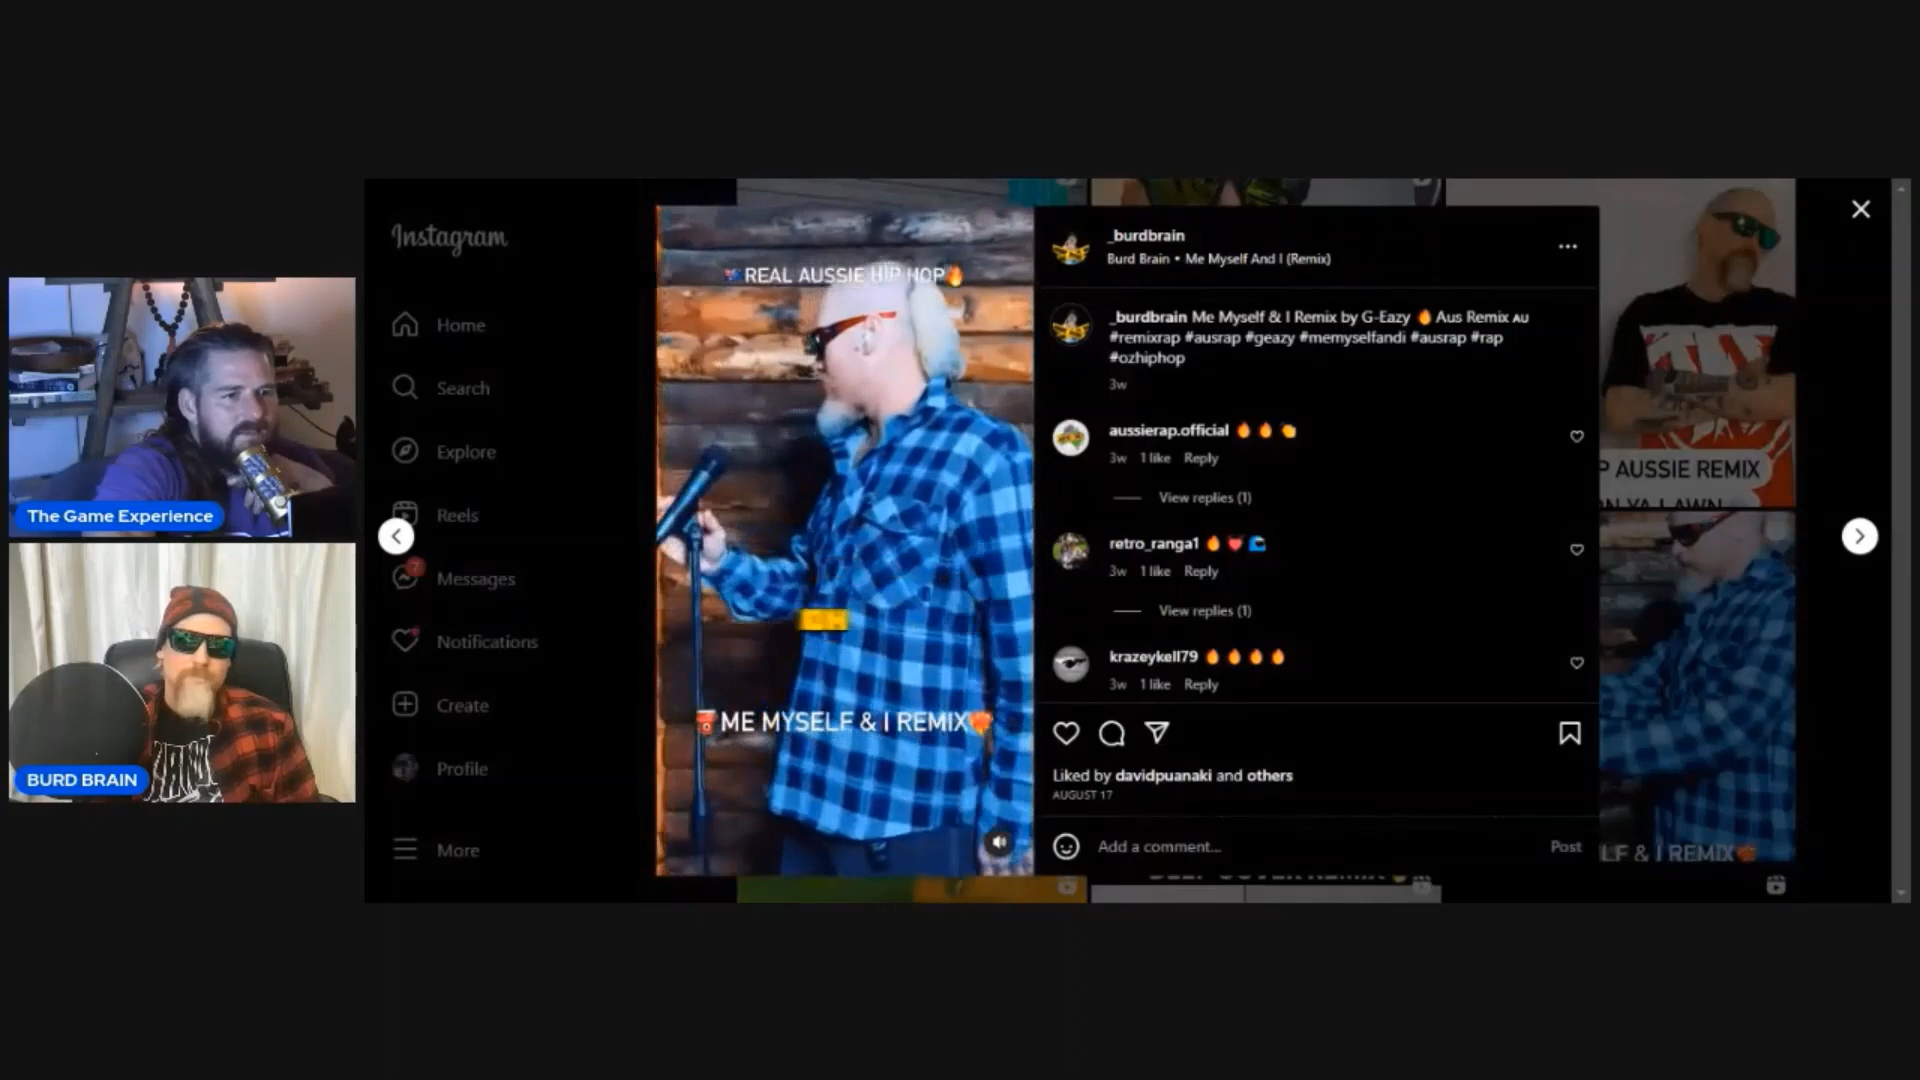 The Game Experience
BURD BRAIN
Instagram
Home
Search
Explore
Reels
7
Messages
Notifications
Create
Profile
More
REAL AUSSIE HIP HOP
ME MYSELF & I REMIX
_burdbrain
Burd Brain • Me Myself And I (Remix)
_burdbrain Me Myself & I Remix by G-Eazy 🔥 Aus Remix AU
#remixrap #ausrap #geazy #memyselfandi #ausrap #rap
#ozhiphop
3w
aussierap.official 🔥 🔥 👏
3w 1 like Reply
View replies (1)
retro_ranga1 🔥 💓 🌊
3w 1 like Reply
View replies (1)
krazeykell79 🔥 🔥 🔥 🔥
3w 1 like Reply
Liked by davidpuanaki and others
AUGUST 17
Add a comment...
Post
P AUSSIE REMIX
N YA LAWN
LF & I REMIX